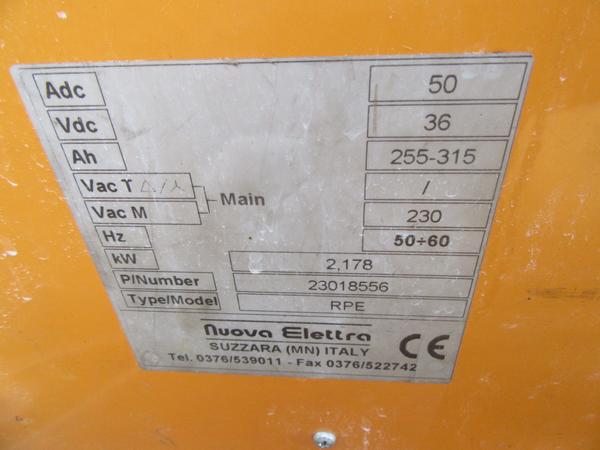 Adc 50
Vdc 36
Ah 255-315
Vac T Δ/⅄ /
Main
Vac M 230
Hz 50÷60
kW 2,178
P/Number 23018556
Type/Model RPE
Nuova Elettra
SUZZARA (MN) ITALY
Tel. 0376/539011 - Fax 0376/522742
CE